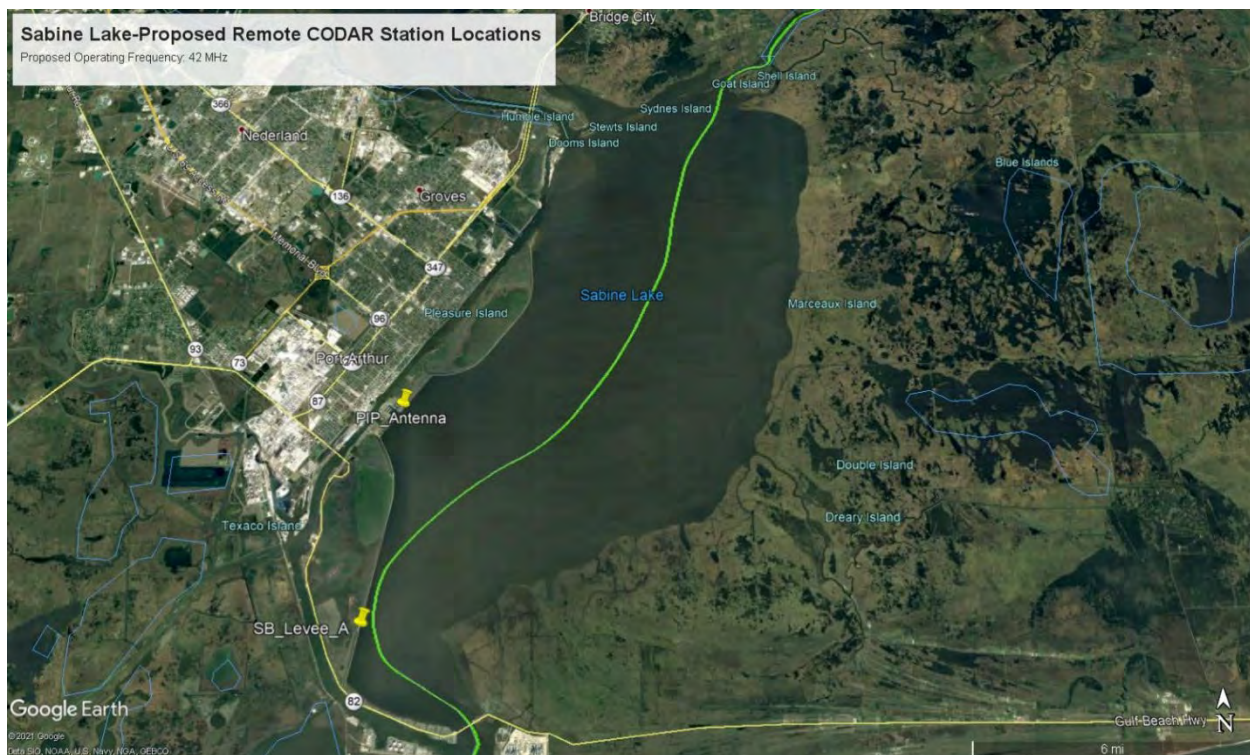 Sabine Lake-Proposed Remote CODAR Station Locations
Proposed Operating Frequency: 42 MHz
Bridge City
Shell Island
Goat Island
Sydnes Island
Humble Island
Stewts Island
Dooms Island
366
Nederland
136
Groves
Blue Islands
Memorial Blvd
347
Sabine Lake
Marceaux Island
Pleasure Island
96
93
73
Port Arthur
87
PIP_Antenna
Double Island
Dreary Island
Texaco Island
SB_Levee_A
82
Google Earth
©2021 Google
Data SIO, NOAA, U.S. Navy, NGA, GEBCO
Gulf Beach Hwy
N
6 mi